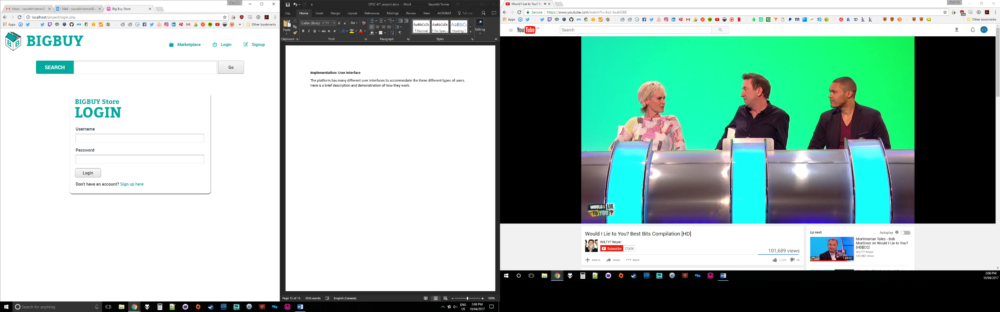 Saurabh
Inbox - saurabh.tomar@
Mail – saurabh.tomar@u
Big Buy Store
localhost/project/login.php
Apps
Other bookmarks
BIGBUY
Marketplace
Login
Signup
SEARCH
Go
BIGBUY Store
LOGIN
Username
Password
Login
Don't have an account? Sign up here
Search for anything
CPSC 471 project.docx - Word
Saurabh Tomar
File
Home
Insert
Design
Layout
References
Mailings
Review
View
ACROBAT
Tell me
Paste
Calibri (Body)
11
AaBbCcDc
AaBbCcDc
AaBbCc
¶ Normal
¶ No Spac...
Heading 1
Editing
Clipboard
Font
Paragraph
Styles
Implementation: User Interface
The platform has many different user interfaces to accommodate the three different types of users.
Here is a brief description and demonstration of how they work.
Page 15 of 15
3555 words
English (Canada)
100%
ENG
US
2:06 PM
10/04/2017
Would I Lie to You? Be
Saurabh
Secure
https://www.youtube.com/watch?v=As2-JwaH3BE
Apps
Other bookmarks
YouTube CA
Search
WOULD I LIE
TO YOU?
Would I Lie to You? Best Bits Compilation [HD]
WILTY? Nope!
Subscribe
27,626
101,689 views
Add to
Share
More
1,129
38
Up next
Autoplay
Mortimerian Tales - Bob
Mortimer on Would I Lie to You?
[HD][CC]
WILTY? Nope!
253,482 views
50:37
2:06 PM
10/04/2017